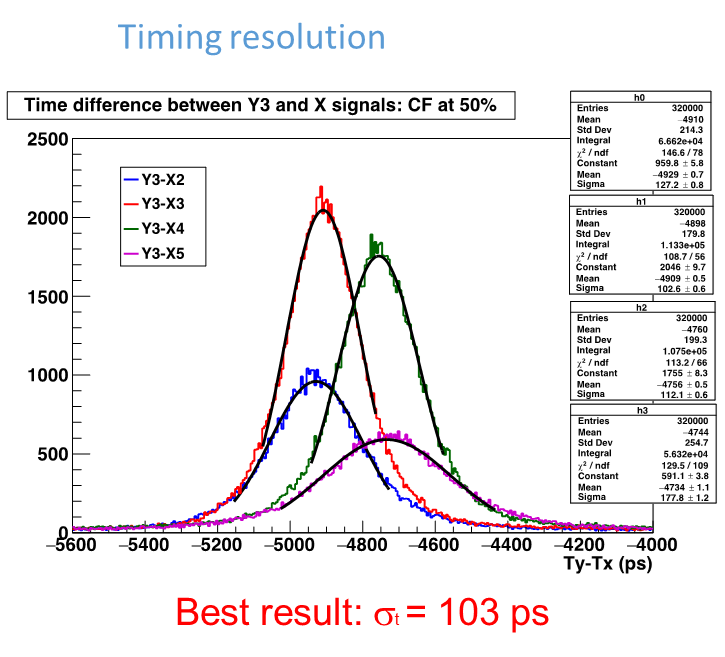 Timing resolution
Time difference between Y3 and X signals: CF at 50%
h0
Entries 320000
Mean −4910
Std Dev 214.3
Integral 6.662e+04
χ² / ndf 146.6 / 78
Constant 959.8 ± 5.8
Mean −4929 ± 0.7
Sigma 127.2 ± 0.8
h1
Entries 320000
Mean −4898
Std Dev 179.8
Integral 1.133e+05
χ² / ndf 108.7 / 56
Constant 2046 ± 9.7
Mean −4909 ± 0.5
Sigma 102.6 ± 0.6
h2
Entries 320000
Mean −4760
Std Dev 199.3
Integral 1.075e+05
χ² / ndf 113.2 / 66
Constant 1755 ± 8.3
Mean −4756 ± 0.5
Sigma 112.1 ± 0.6
h3
Entries 320000
Mean −4744
Std Dev 254.7
Integral 5.632e+04
χ² / ndf 129.5 / 109
Constant 591.1 ± 3.8
Mean −4734 ± 1.1
Sigma 177.8 ± 1.2
Y3-X2
Y3-X3
Y3-X4
Y3-X5
2500
2000
1500
1000
500
0
−5600 −5400 −5200 −5000 −4800 −4600 −4400 −4200 −4000
Ty-Tx (ps)
Best result: σt = 103 ps